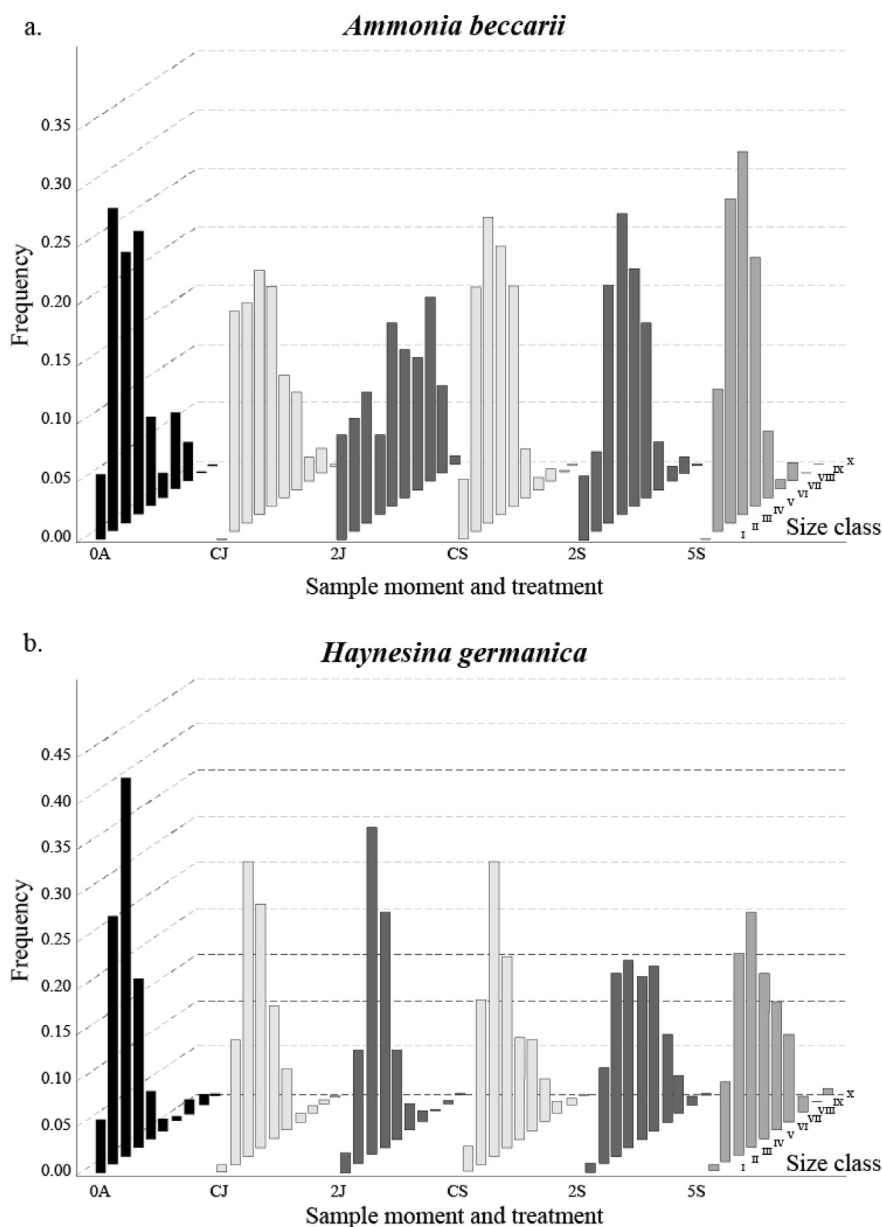 a.
Ammonia beccarii
0.35
0.30
0.25
0.20
0.15
0.10
0.05
0.00
Frequency
0A CJ 2J CS 2S 5S
I II III IV V VI VII VIII IX X
Size class
Sample moment and treatment
b.
Haynesina germanica
0.45
0.40
0.35
0.30
0.25
0.20
0.15
0.10
0.05
0.00
Frequency
0A CJ 2J CS 2S 5S
I II III IV V VI VII VIII IX X
Size class
Sample moment and treatment